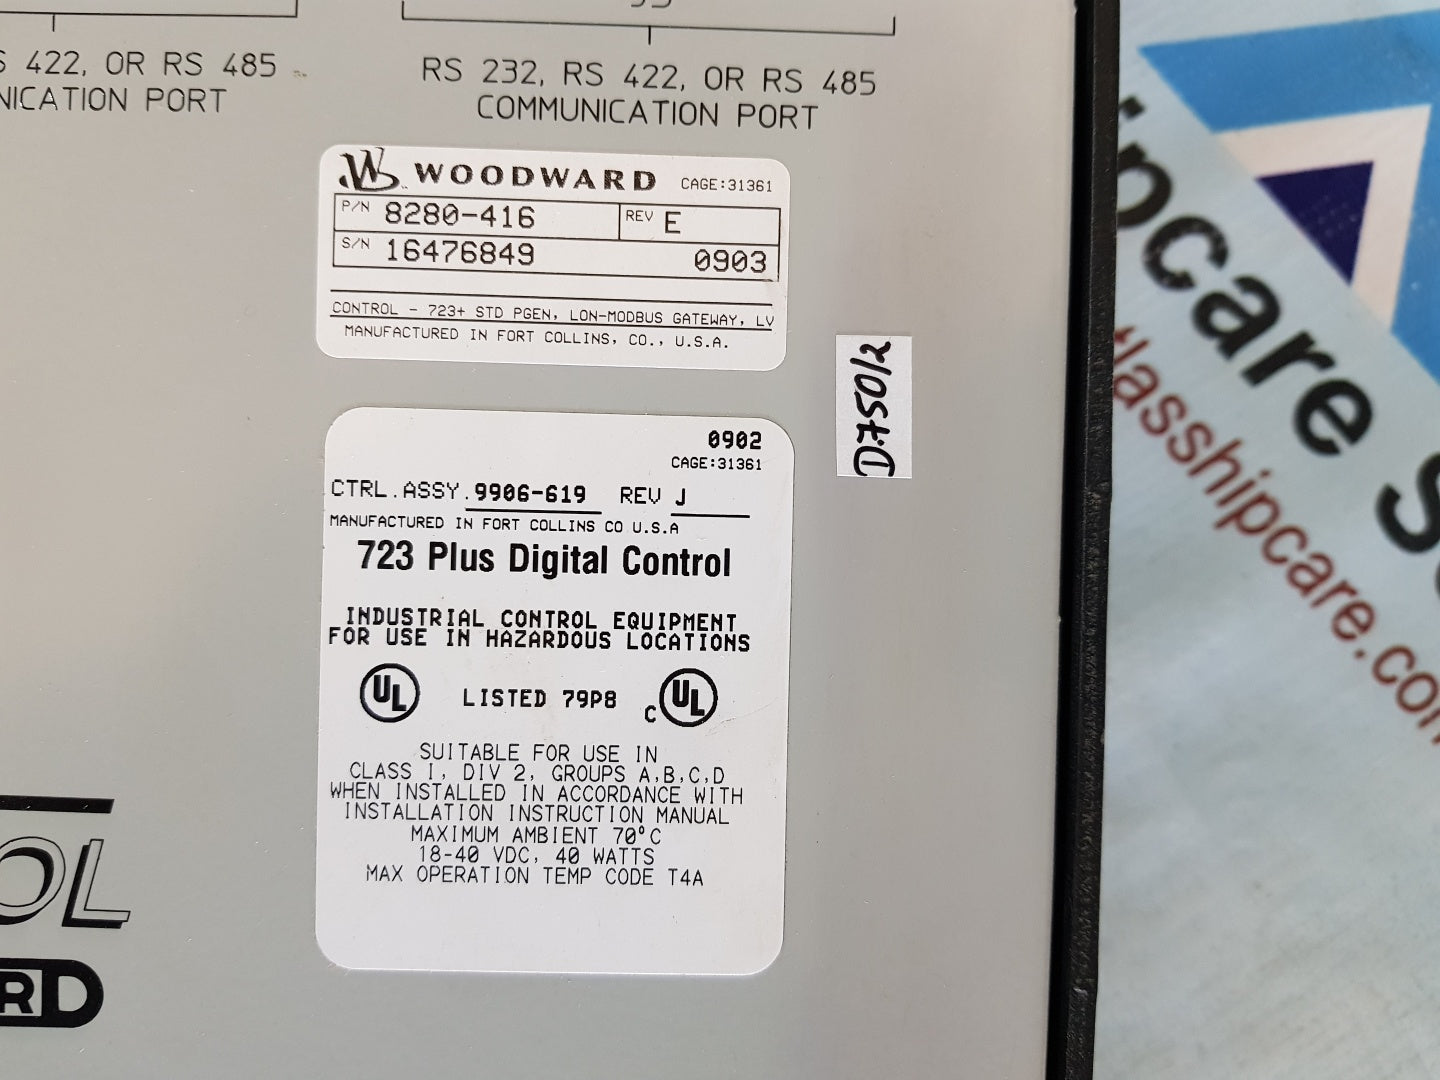 422, OR RS 485
RS 232, RS 422, OR RS 485
COMMUNICATION PORT
PORT
WOODWARD CAGE:31361
P/N 8280-416 REV E
S/N 16476849 0903
CONTROL - 723+ STD PGEN, LON-MODBUS GATEWAY, LV
MANUFACTURED IN FORT COLLINS, CO., U.S.A.
D750/2
0902
CAGE:31361
CTRL.ASSY.9906-619 REV J
MANUFACTURED IN FORT COLLINS CO U.S.A
723 Plus Digital Control
INDUSTRIAL CONTROL EQUIPMENT
FOR USE IN HAZARDOUS LOCATIONS
UL LISTED 79P8 C UL
SUITABLE FOR USE IN
CLASS I, DIV 2, GROUPS A,B,C,D
WHEN INSTALLED IN ACCORDANCE WITH
INSTALLATION INSTRUCTION MANUAL
MAXIMUM AMBIENT 70°C
18-40 VDC, 40 WATTS
MAX OPERATION TEMP CODE T4A
OL
RD
ipcare S
tlasshipcare.com